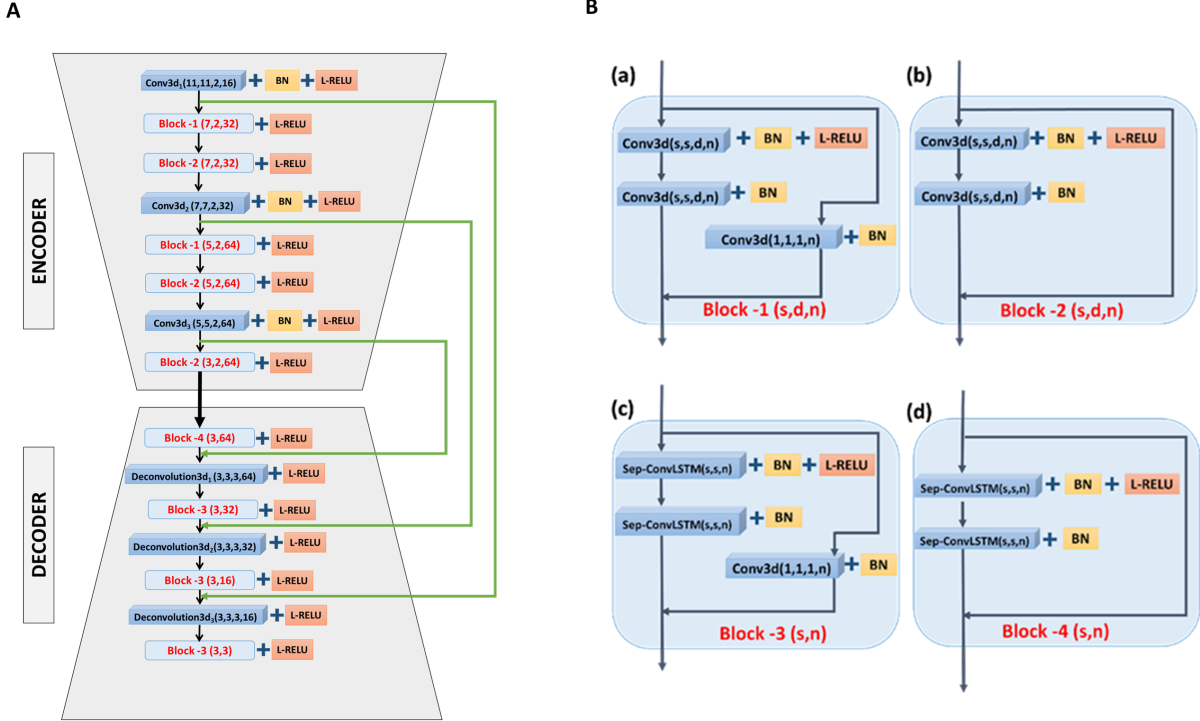 A
ENCODER
Conv3d₁(11,11,2,16) + BN + L-RELU
Block -1 (7,2,32) + L-RELU
Block -2 (7,2,32) + L-RELU
Conv3d₂ (7,7,2,32) + BN + L-RELU
Block -1 (5,2,64) + L-RELU
Block -2 (5,2,64) + L-RELU
Conv3d₃ (5,5,2,64) + BN + L-RELU
Block -2 (3,2,64) + L-RELU
DECODER
Block -4 (3,64) + L-RELU
Deconvolution3d₁ (3,3,3,64) + L-RELU
Block -3 (3,32) + L-RELU
Deconvolution3d₂(3,3,3,32) + L-RELU
Block -3 (3,16) + L-RELU
Deconvolution3d₃(3,3,3,16) + L-RELU
Block -3 (3,3) + L-RELU
B
(a)
Conv3d(s,s,d,n) + BN + L-RELU
Conv3d(s,s,d,n) + BN
Conv3d(1,1,1,n) + BN
Block -1 (s,d,n)
(b)
Conv3d(s,s,d,n) + BN + L-RELU
Conv3d(s,s,d,n) + BN
Block -2 (s,d,n)
(c)
Sep-ConvLSTM(s,s,n) + BN + L-RELU
Sep-ConvLSTM(s,s,n) + BN
Conv3d(1,1,1,n) + BN
Block -3 (s,n)
(d)
Sep-ConvLSTM(s,s,n) + BN + L-RELU
Sep-ConvLSTM(s,s,n) + BN
Block -4 (s,n)